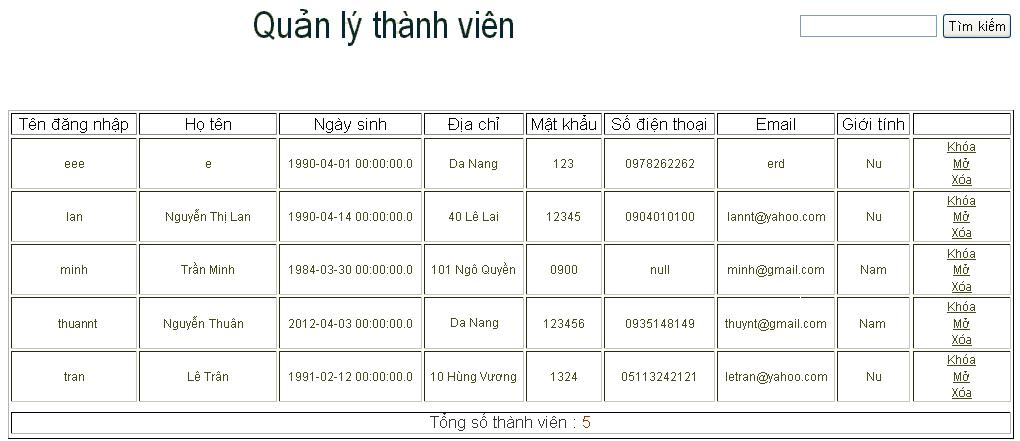 Quản lý thành viên
Tìm kiếm
Tên đăng nhập Họ tên Ngày sinh Địa chỉ Mật khẩu Số điện thoại Email Giới tính
eee e 1990-04-01 00:00:00.0 Da Nang 123 0978262262 erd Nu Khóa
Mở
Xóa
lan Nguyễn Thị Lan 1990-04-14 00:00:00.0 40 Lê Lai 12345 0904010100 lannt@yahoo.com Nu Khóa
Mở
Xóa
minh Trần Minh 1984-03-30 00:00:00.0 101 Ngô Quyền 0900 null minh@gmail.com Nam Khóa
Mở
Xóa
thuannt Nguyễn Thuân 2012-04-03 00:00:00.0 Da Nang 123456 0935148149 thuynt@gmail.com Nam Khóa
Mở
Xóa
tran Lê Trân 1991-02-12 00:00:00.0 10 Hùng Vương 1324 05113242121 letran@yahoo.com Nu Khóa
Mở
Xóa
Tổng số thành viên : 5